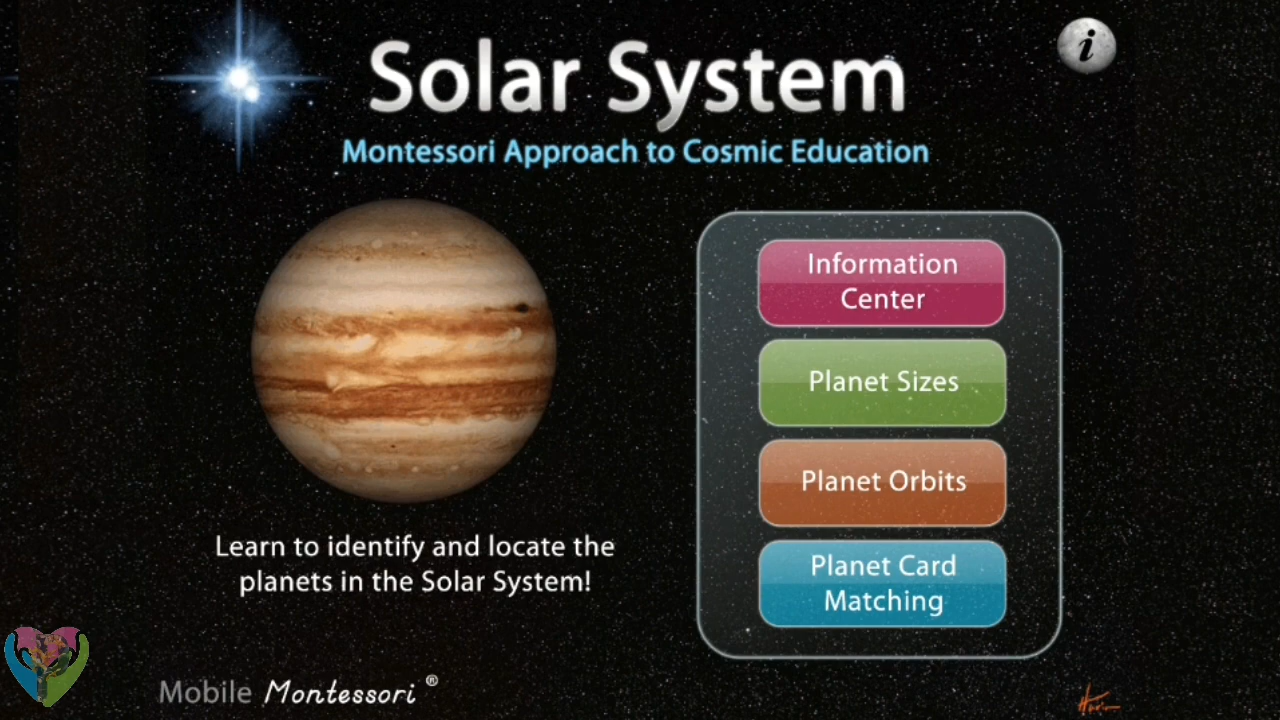 Solar System
i
Montessori Approach to Cosmic Education
Information
Center
Planet Sizes
Planet Orbits
Planet Card
Matching
Learn to identify and locate the
planets in the Solar System!
Mobile Montessori ®